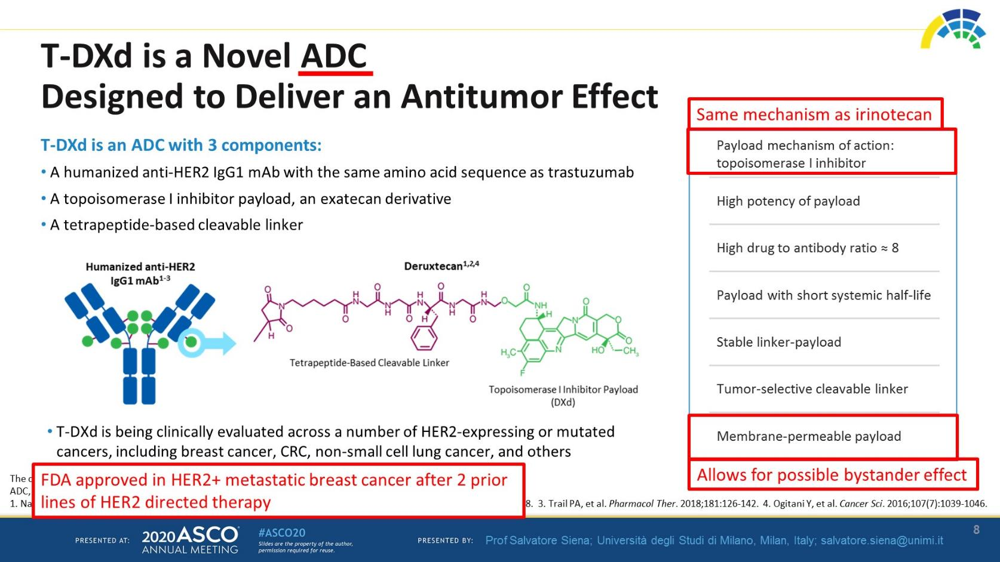 T-DXd is a Novel ADC
Designed to Deliver an Antitumor Effect
T-DXd is an ADC with 3 components:
• A humanized anti-HER2 IgG1 mAb with the same amino acid sequence as trastuzumab
• A topoisomerase I inhibitor payload, an exatecan derivative
• A tetrapeptide-based cleavable linker
Humanized anti-HER2
IgG1 mAb1-3
Deruxtecan1,2,4
O
N
O
H
O
H
N
O
N
H
O
H
N
H
O
N
H
O
H
N
O
O
NH
H
N
O
O
O
HO
CH3
N
H3C
F
Tetrapeptide-Based Cleavable Linker
Topoisomerase I Inhibitor Payload
(DXd)
• T-DXd is being clinically evaluated across a number of HER2-expressing or mutated
cancers, including breast cancer, CRC, non-small cell lung cancer, and others
Same mechanism as irinotecan
Payload mechanism of action:
topoisomerase I inhibitor
High potency of payload
High drug to antibody ratio ≈ 8
Payload with short systemic half-life
Stable linker-payload
Tumor-selective cleavable linker
Membrane-permeable payload
Allows for possible bystander effect
FDA approved in HER2+ metastatic breast cancer after 2 prior
lines of HER2 directed therapy
The
ADC,
1. 8. 3. Trail PA, et al. Pharmacol Ther. 2018;181:126-142. 4. Ogitani Y, et al. Cancer Sci. 2016;107(7):1039-1046.
PRESENTED AT:
2020 ASCO
ANNUAL MEETING
#ASCO20
Slides are the property of the author,
permission required for reuse.
PRESENTED BY:
Prof Salvatore Siena; Università degli Studi di Milano, Milan, Italy; salvatore.siena@unimi.it
8